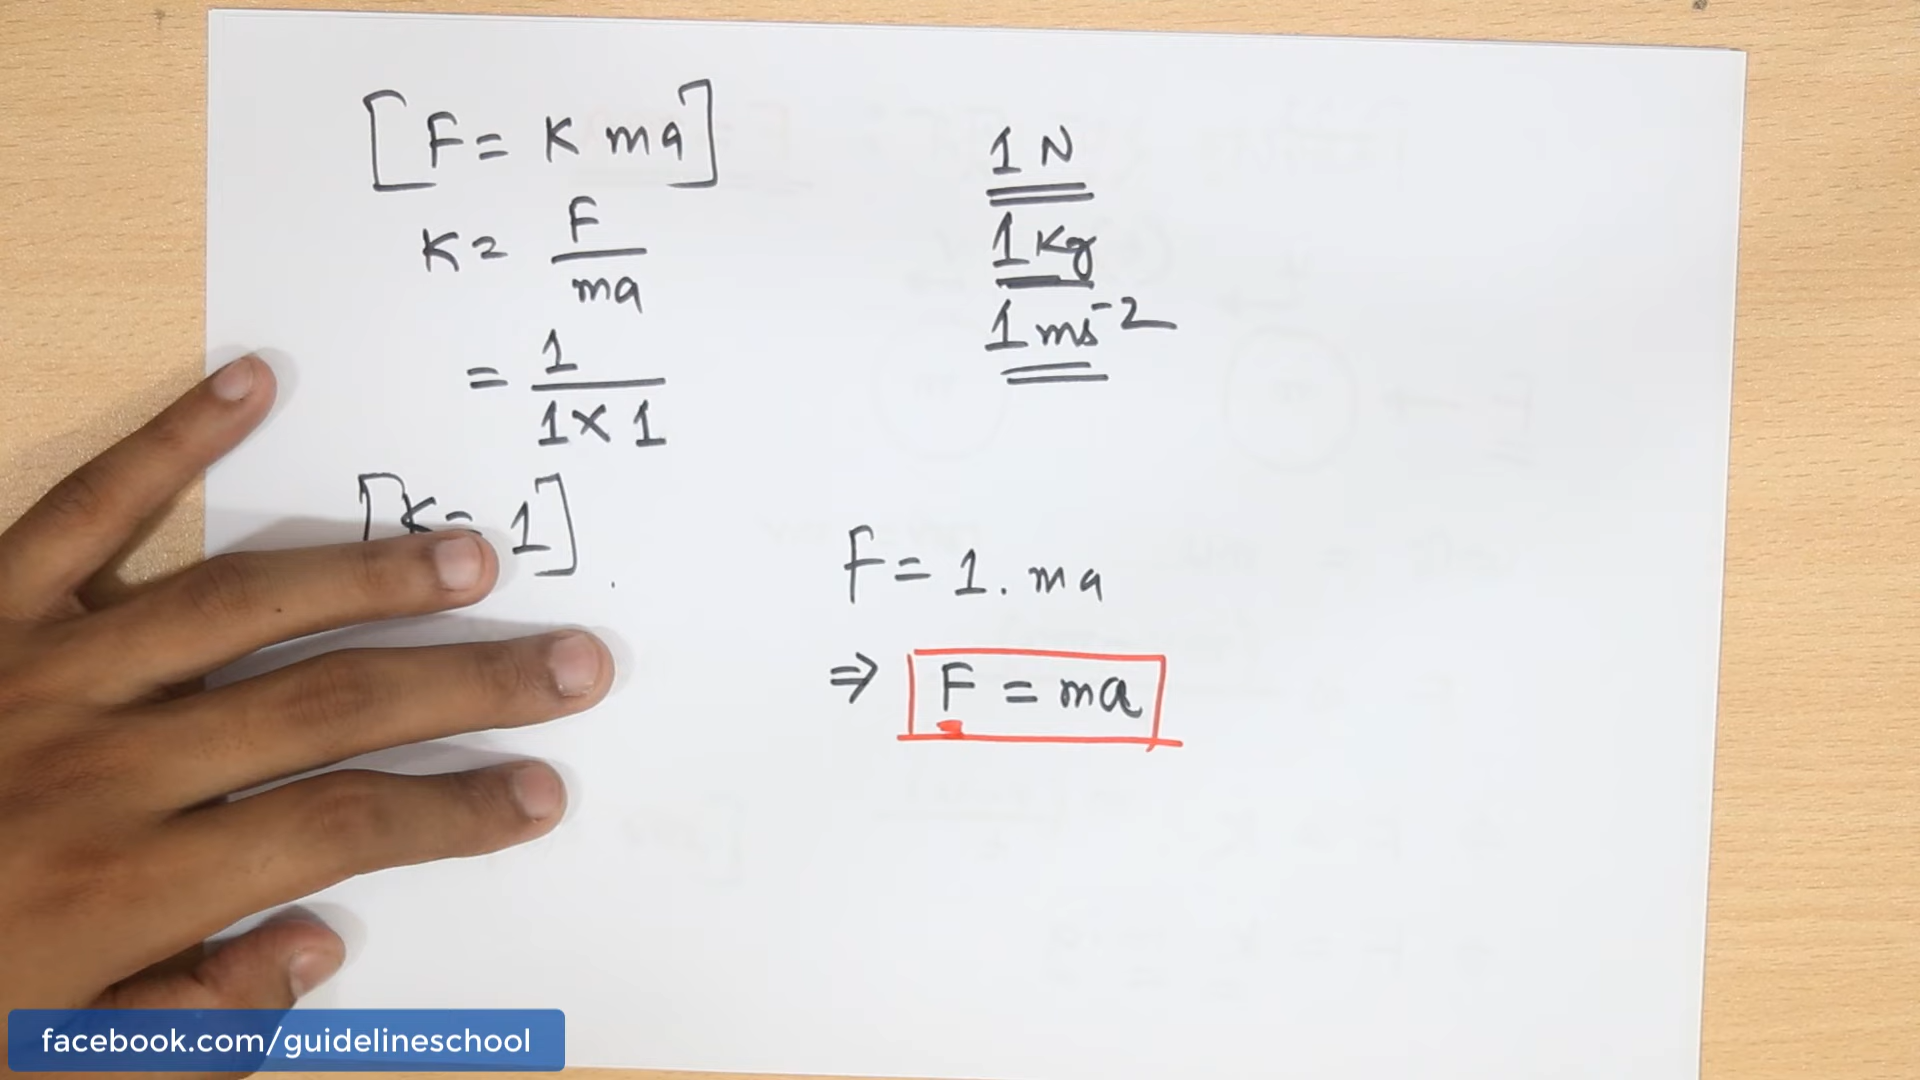 [F = K ma]
K = F/ma
= 1/1×1
[K = 1].
1 N
1 Kg
1 ms⁻²
F = 1. ma
⇒ F = ma
facebook.com/guidelineschool